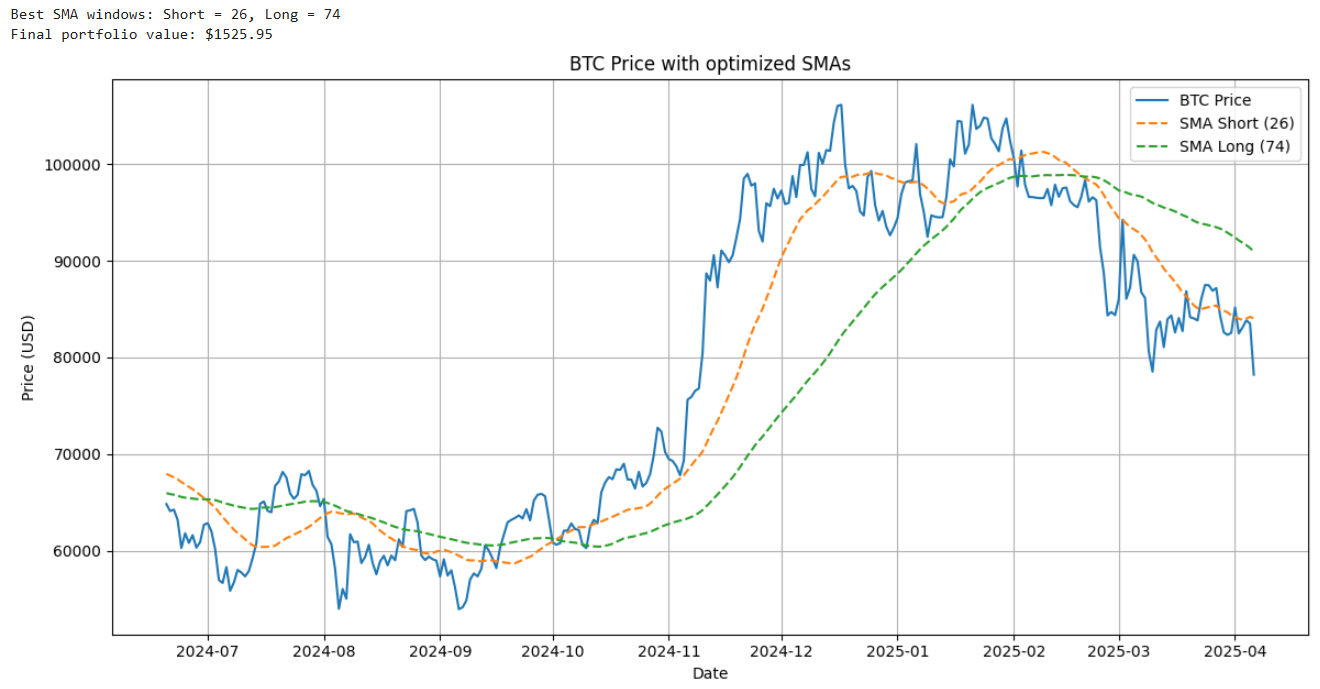 Best SMA windows: Short = 26, Long = 74
Final portfolio value: $1525.95
BTC Price with optimized SMAs
BTC Price
SMA Short (26)
SMA Long (74)
100000
90000
80000
70000
60000
Price (USD)
2024-07 2024-08 2024-09 2024-10 2024-11 2024-12 2025-01 2025-02 2025-03 2025-04
Date